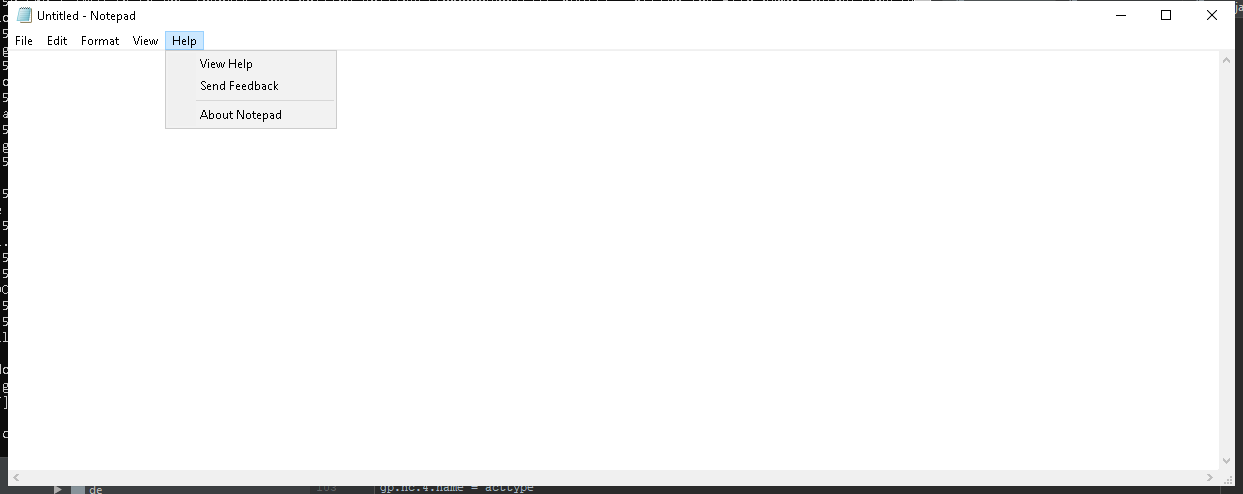 Untitled - Notepad
File Edit Format View Help
View Help
Send Feedback
About Notepad
de
gp.nc.4.name = acctype